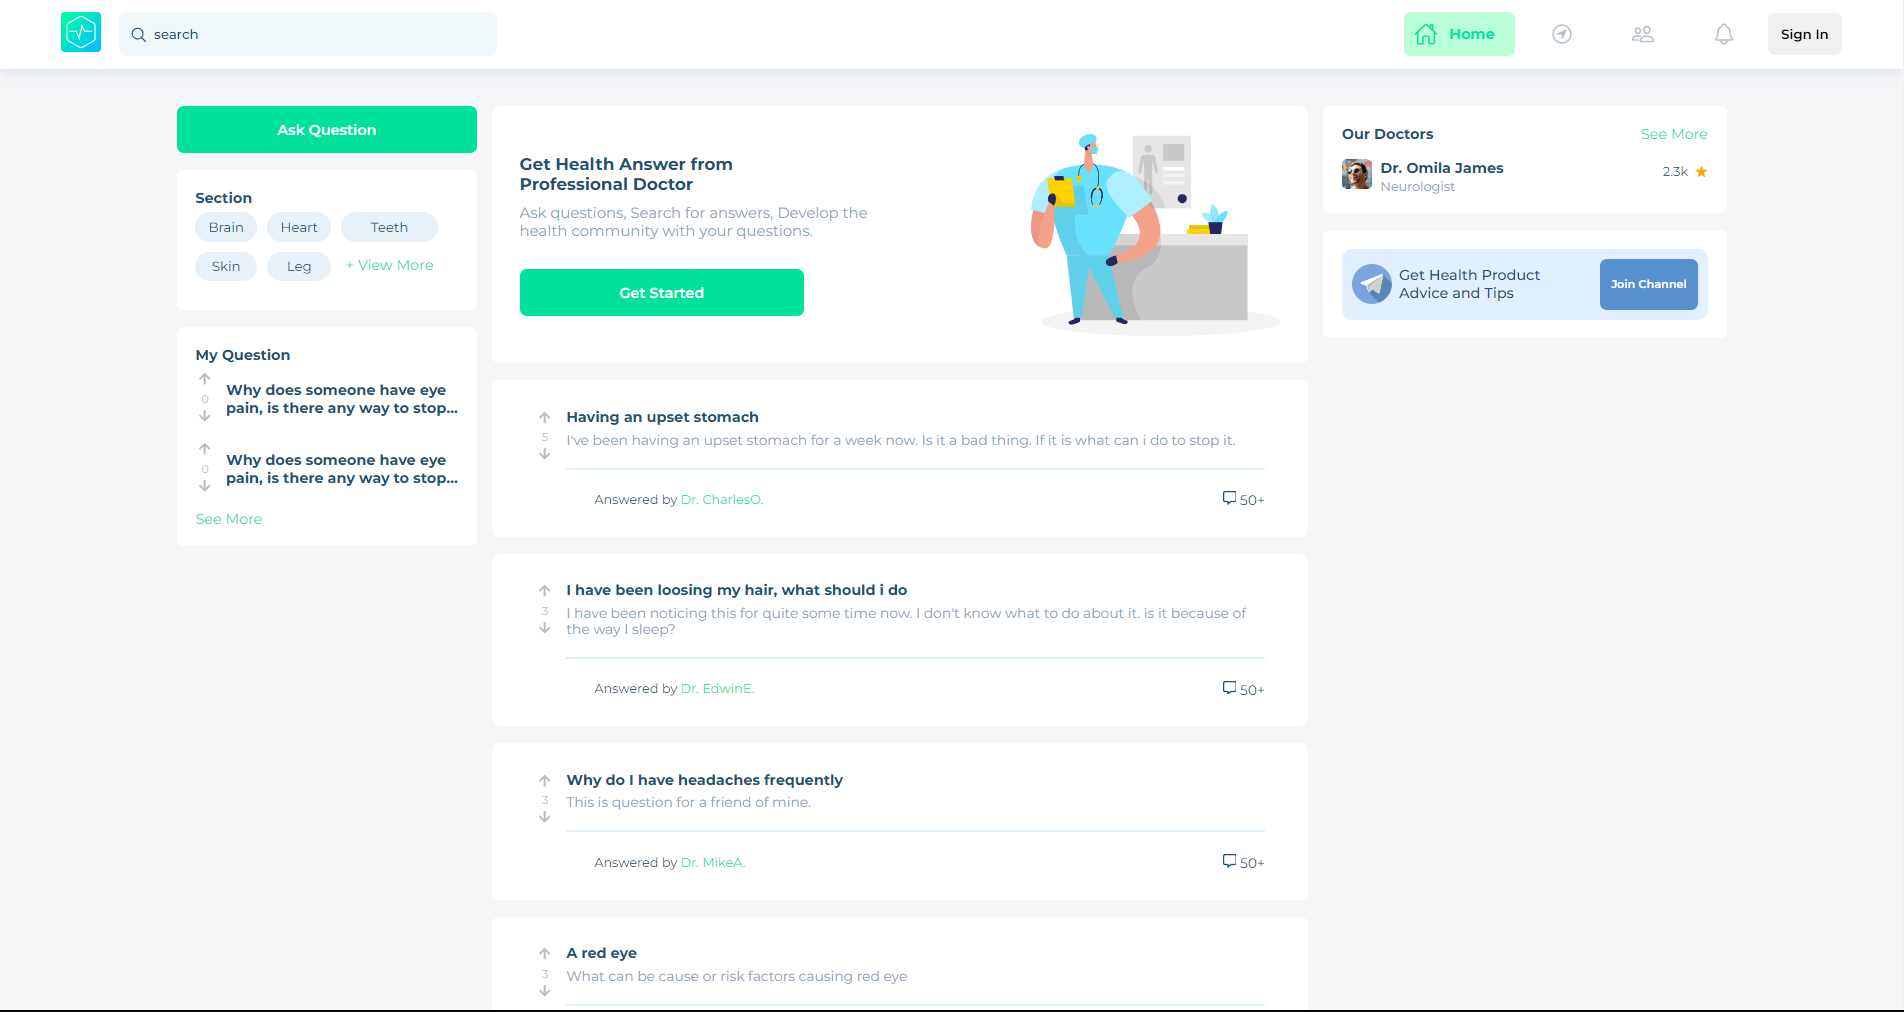 search
Home
Sign In
Ask Question
Section
Brain
Heart
Teeth
Skin
Leg
+ View More
My Question
0
Why does someone have eye
pain, is there any way to stop...
0
Why does someone have eye
pain, is there any way to stop...
See More
Get Health Answer from
Professional Doctor
Ask questions, Search for answers, Develop the
health community with your questions.
Get Started
5
Having an upset stomach
I've been having an upset stomach for a week now. Is it a bad thing. If it is what can i do to stop it.
Answered by Dr. CharlesO.
50+
3
I have been loosing my hair, what should i do
I have been noticing this for quite some time now. I don't know what to do about it. is it because of
the way I sleep?
Answered by Dr. EdwinE.
50+
3
Why do I have headaches frequently
This is question for a friend of mine.
Answered by Dr. MikeA.
50+
3
A red eye
What can be cause or risk factors causing red eye
Our Doctors
See More
Dr. Omila James
Neurologist
2.3k
Get Health Product
Advice and Tips
Join Channel